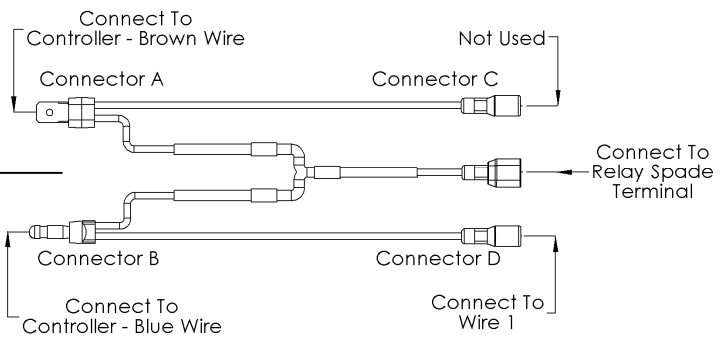 Connect To
Controller - Brown Wire
Not Used
Connector A
Connector C
Connect To
Relay Spade
Terminal
Connector B
Connector D
Connect To
Controller - Blue Wire
Connect To
Wire 1